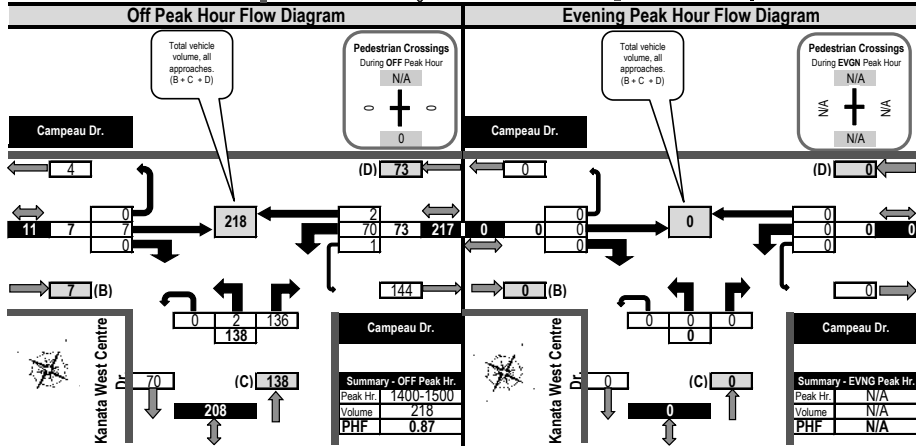 Off Peak Hour Flow Diagram
Total vehicle
volume, all
approaches.
(B + C + D)
Pedestrian Crossings
During OFF Peak Hour
N/A
0 0
0
Campeau Dr.
4
(D) 73
0
218
2
11 7 7
70 73 217
0
1
7 (B)
144
0 2 136
138
Campeau Dr.
Kanata West Centre
Dr.
70
(C) 138
208
Summary - OFF Peak Hr.
Peak Hr. 1400-1500
Volume 218
PHF 0.87
Evening Peak Hour Flow Diagram
Total vehicle
volume, all
approaches.
(B + C + D)
Pedestrian Crossings
During EVGN Peak Hour
N/A
N/A N/A
N/A
Campeau Dr.
0
(D) 0
0
0
0
0 0 0
0 0 0
0
0
0 (B)
0
0 0 0
0
Campeau Dr.
Kanata West Centre
Dr.
0
(C) 0
0
Summary - EVNG Peak Hr.
Peak Hr. N/A
Volume N/A
PHF N/A